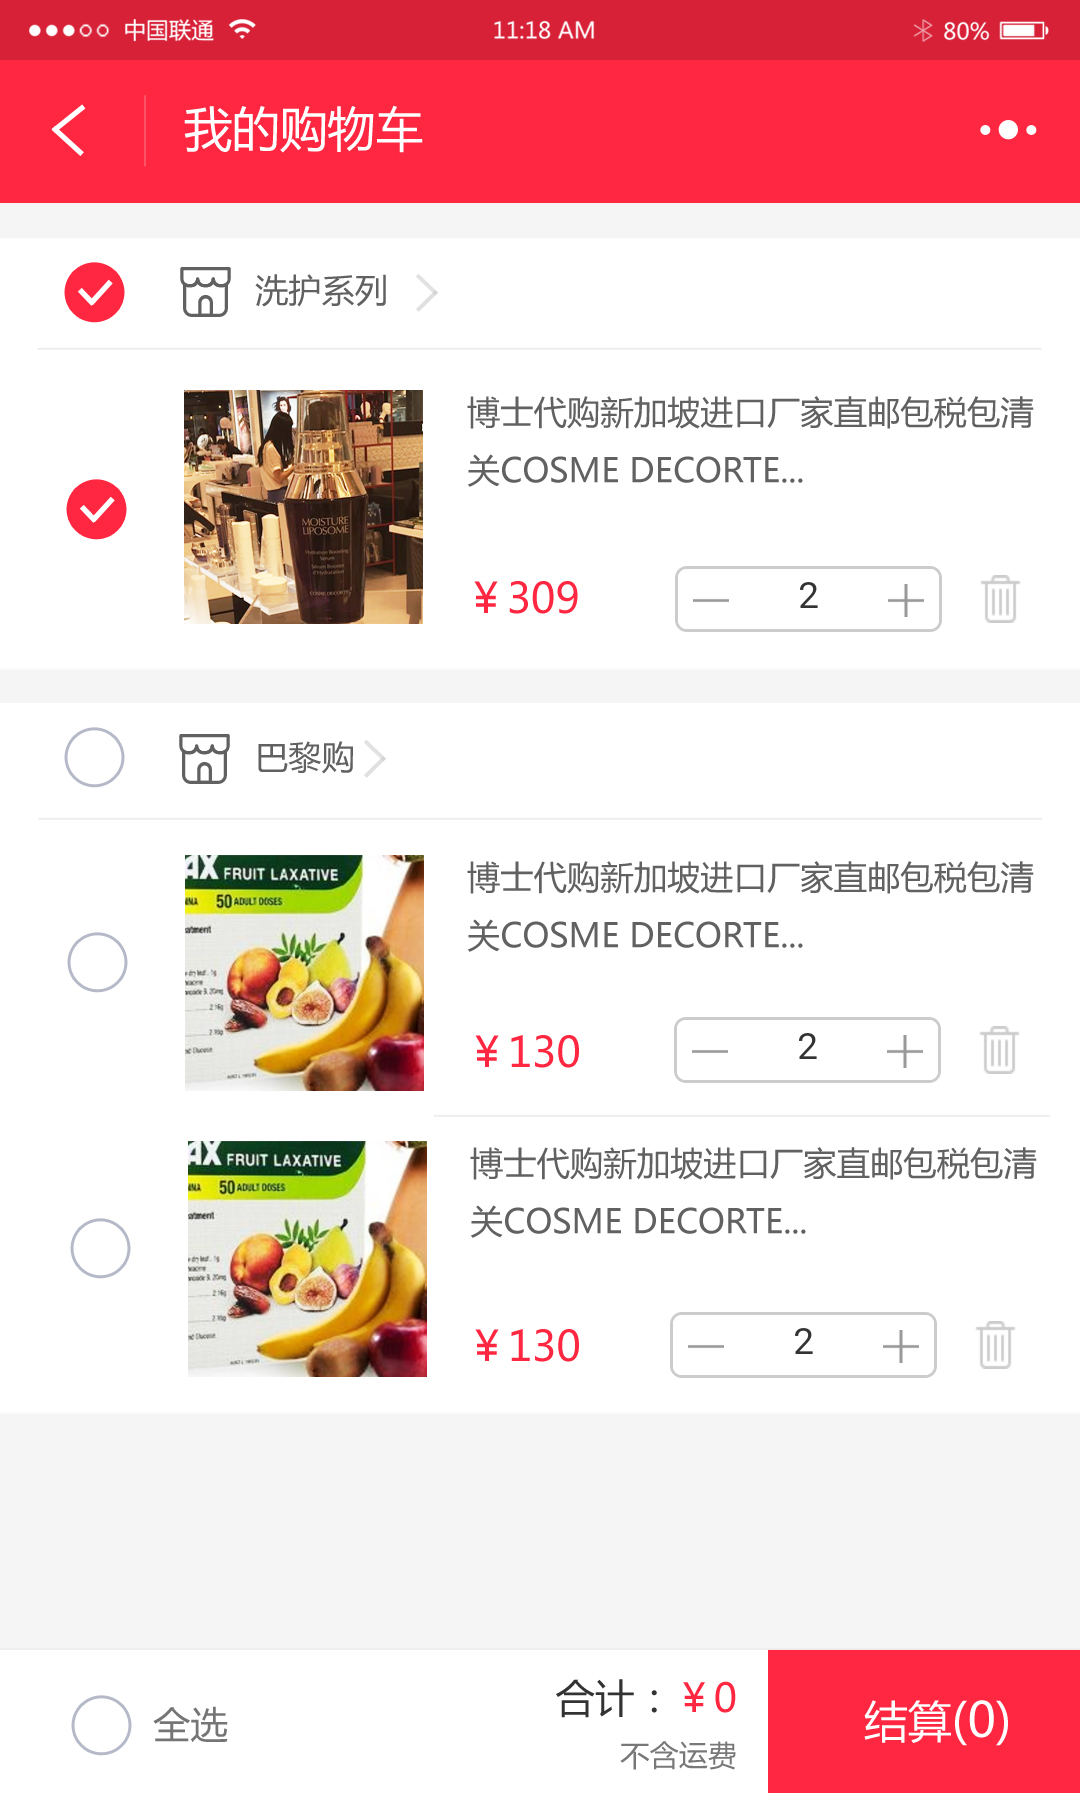 中国联通
11:18 AM
80%
我的购物车
洗护系列
博士代购新加坡进口厂家直邮包税包清
关COSME DECORTE...
MOISTURE
LIPOSOME
Hydration Boosting
Serum
COSME DECORTE
¥309
2
巴黎购
AX FRUIT LAXATIVE
50 ADULT DOSES
博士代购新加坡进口厂家直邮包税包清
关COSME DECORTE...
¥130
2
AX FRUIT LAXATIVE
50 ADULT DOSES
博士代购新加坡进口厂家直邮包税包清
关COSME DECORTE...
¥130
2
全选
合计：¥0
不含运费
结算(0)